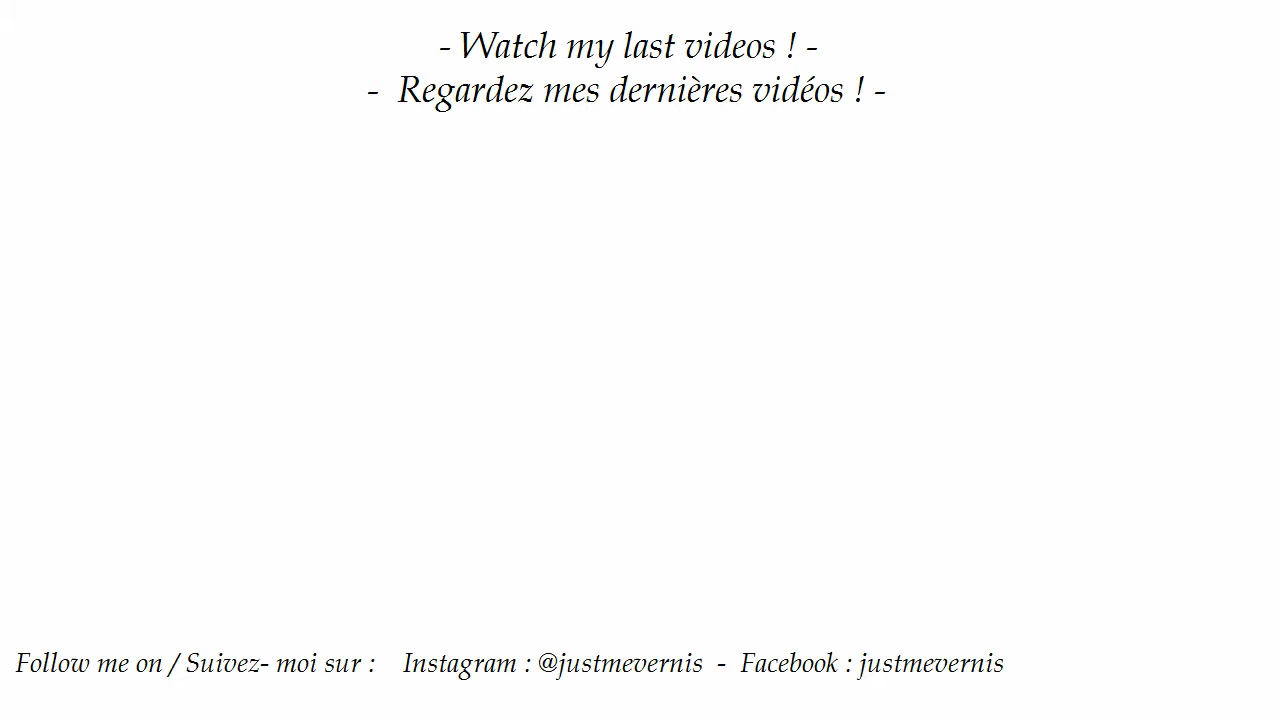 - Watch my last videos ! -
- Regardez mes dernières vidéos ! -
Follow me on / Suivez- moi sur : Instagram : @justmevernis - Facebook : justmevernis